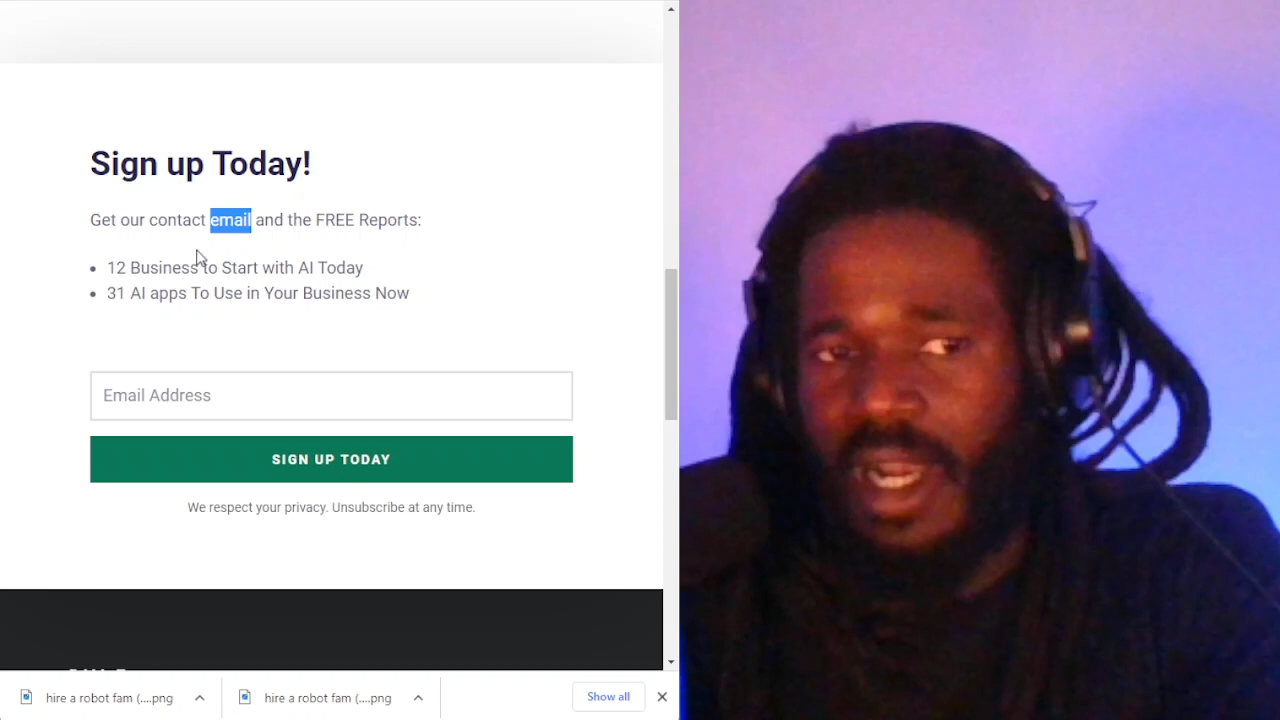 Sign up Today!
Get our contact email and the FREE Reports:
12 Business to Start with AI Today
31 AI apps To Use in Your Business Now
Email Address
SIGN UP TODAY
We respect your privacy. Unsubscribe at any time.
hire a robot fam (....png
hire a robot fam (....png
Show all